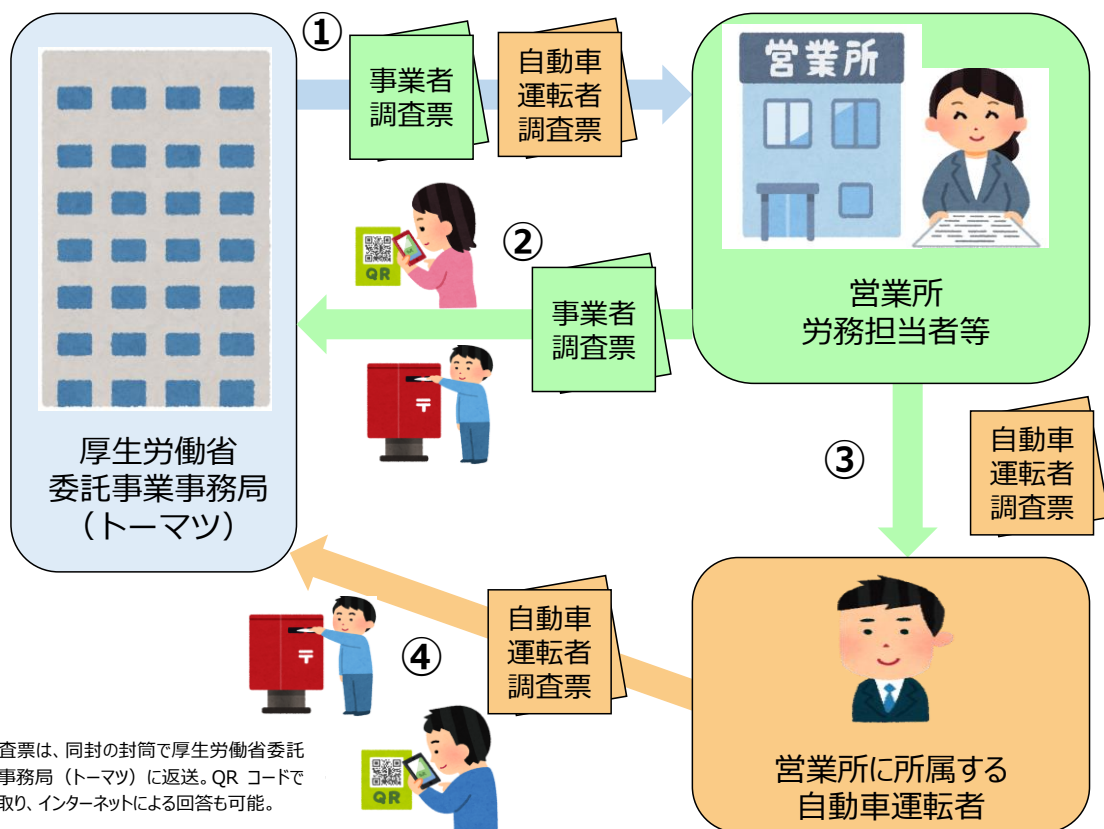 ①
事業者
調査票
自動車
運転者
調査票
営業所
営業所
労務担当者等
②
QR
事業者
調査票
厚生労働省
委託事業事務局
（トーマツ）
③
自動車
運転者
調査票
④
自動車
運転者
調査票
QR
営業所に所属する
自動車運転者
査票は、同封の封筒で厚生労働省委託
事務局（トーマツ）に返送。QR コードで
取り、インターネットによる回答も可能。